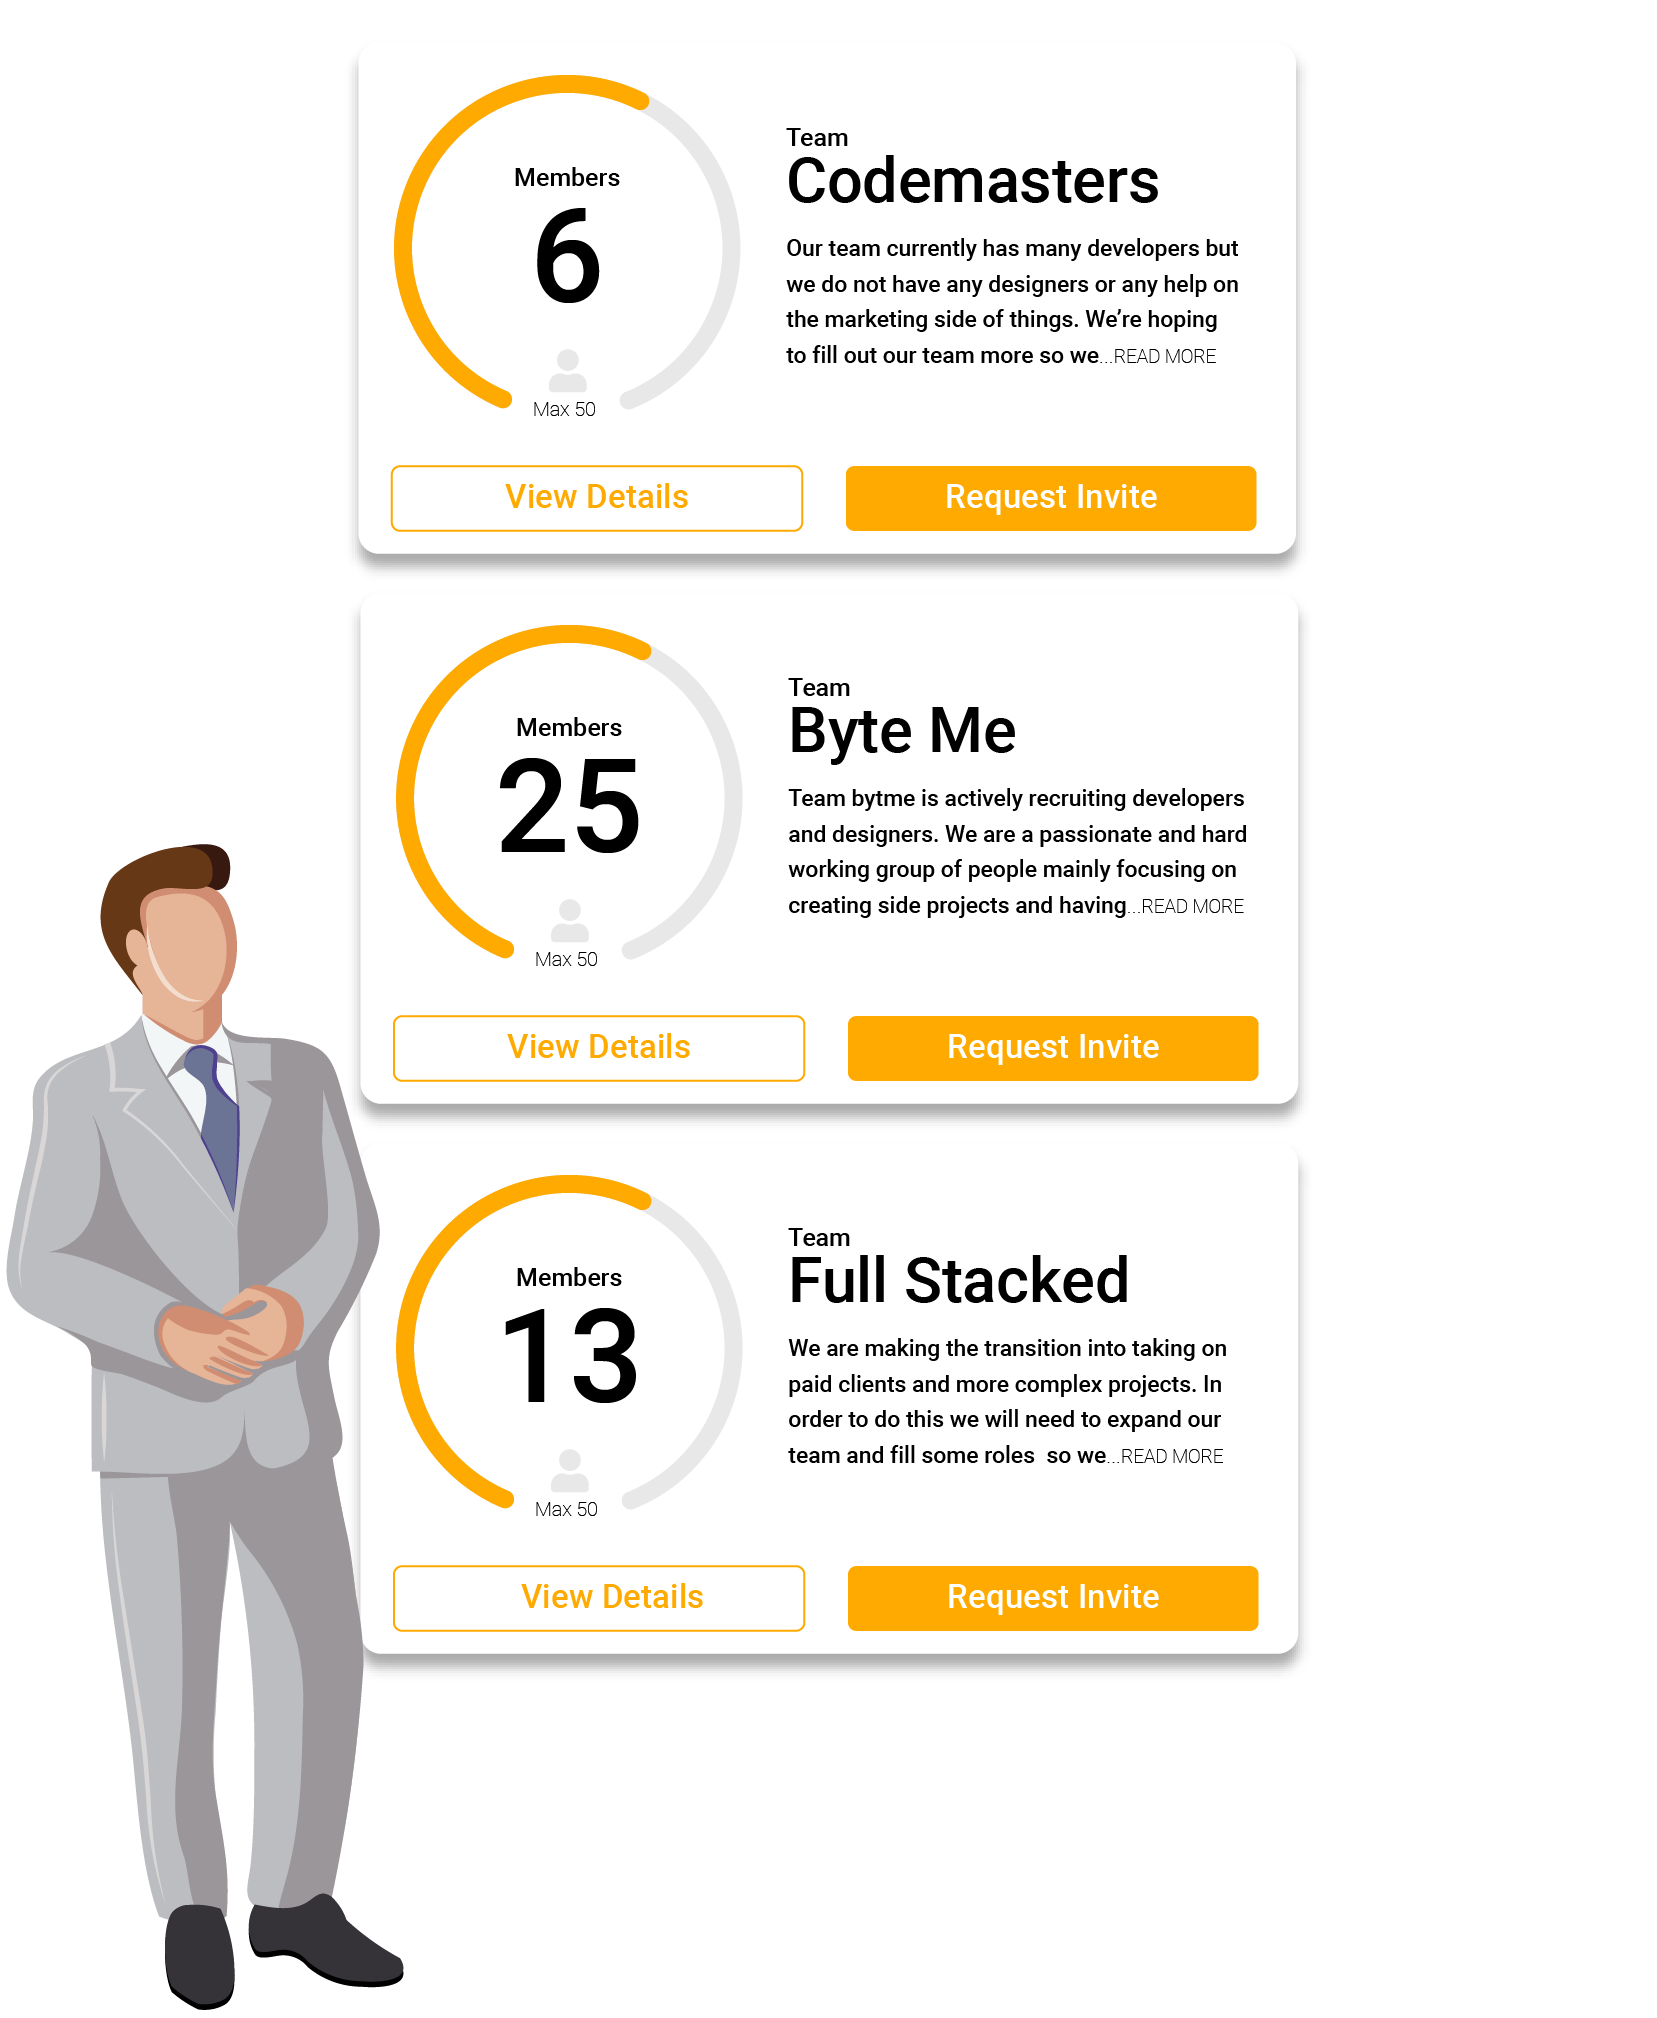 Members
6
Max 50
Team
Codemasters
Our team currently has many developers but
we do not have any designers or any help on
the marketing side of things. We’re hoping
to fill out our team more so we...READ MORE
View Details
Request Invite
Members
25
Max 50
Team
Byte Me
Team bytme is actively recruiting developers
and designers. We are a passionate and hard
working group of people mainly focusing on
creating side projects and having...READ MORE
View Details
Request Invite
Members
13
Max 50
Team
Full Stacked
We are making the transition into taking on
paid clients and more complex projects. In
order to do this we will need to expand our
team and fill some roles  so we...READ MORE
View Details
Request Invite